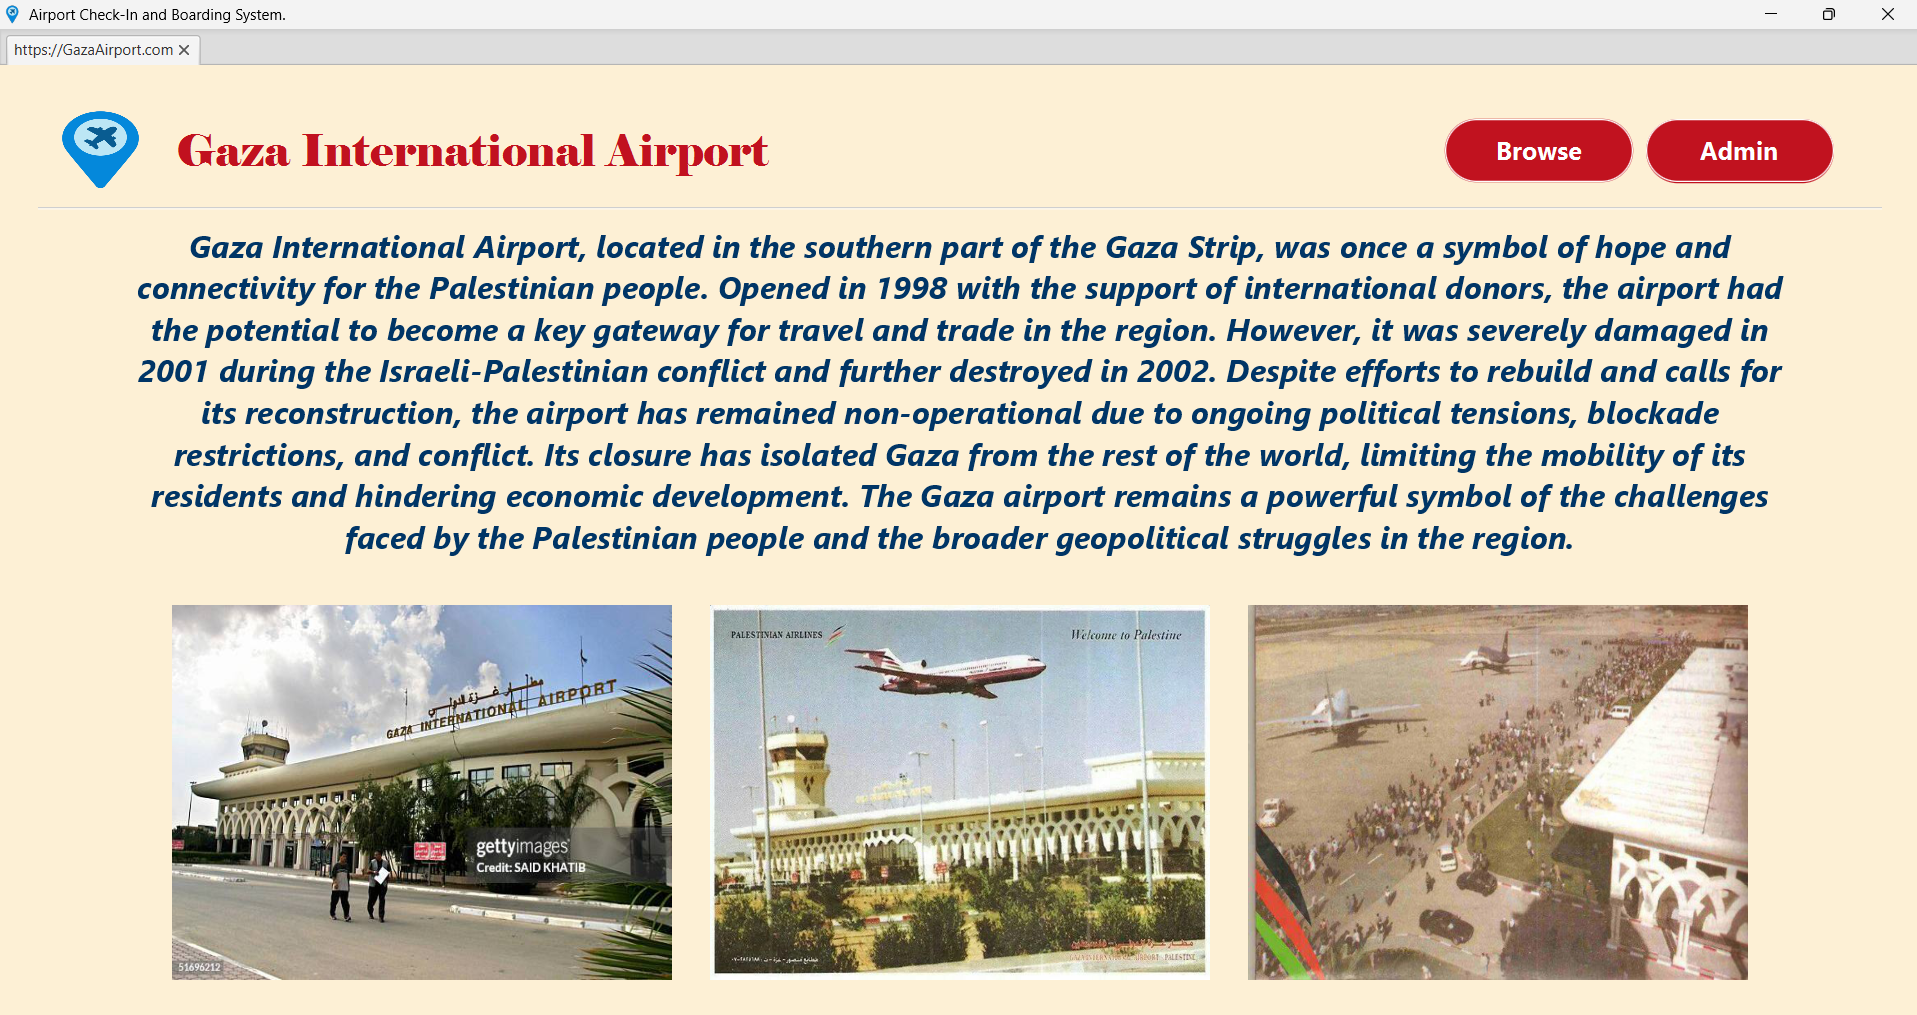 Airport Check-In and Boarding System.
https://GazaAirport.com
Gaza International Airport
Browse
Admin
Gaza International Airport, located in the southern part of the Gaza Strip, was once a symbol of hope and
connectivity for the Palestinian people. Opened in 1998 with the support of international donors, the airport had
the potential to become a key gateway for travel and trade in the region. However, it was severely damaged in
2001 during the Israeli-Palestinian conflict and further destroyed in 2002. Despite efforts to rebuild and calls for
its reconstruction, the airport has remained non-operational due to ongoing political tensions, blockade
restrictions, and conflict. Its closure has isolated Gaza from the rest of the world, limiting the mobility of its
residents and hindering economic development. The Gaza airport remains a powerful symbol of the challenges
faced by the Palestinian people and the broader geopolitical struggles in the region.
مطار غزة الدولي
GAZA INTERNATIONAL AIRPORT
gettyimages
Credit: SAID KHATIB
51696212
PALESTINIAN AIRLINES
Welcome to Palestine
GAZA INTERNATIONAL AIRPORT PALESTINE